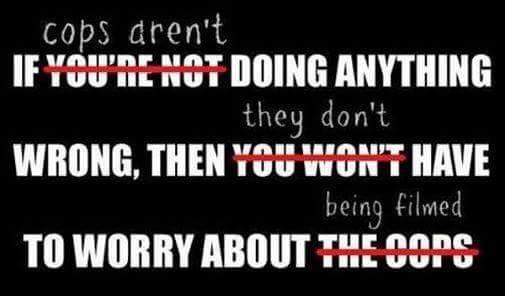 cops aren't
IF YOU'RE NOT DOING ANYTHING
they don't
WRONG, THEN YOU WON'T HAVE
being filmed
TO WORRY ABOUT THE COPS